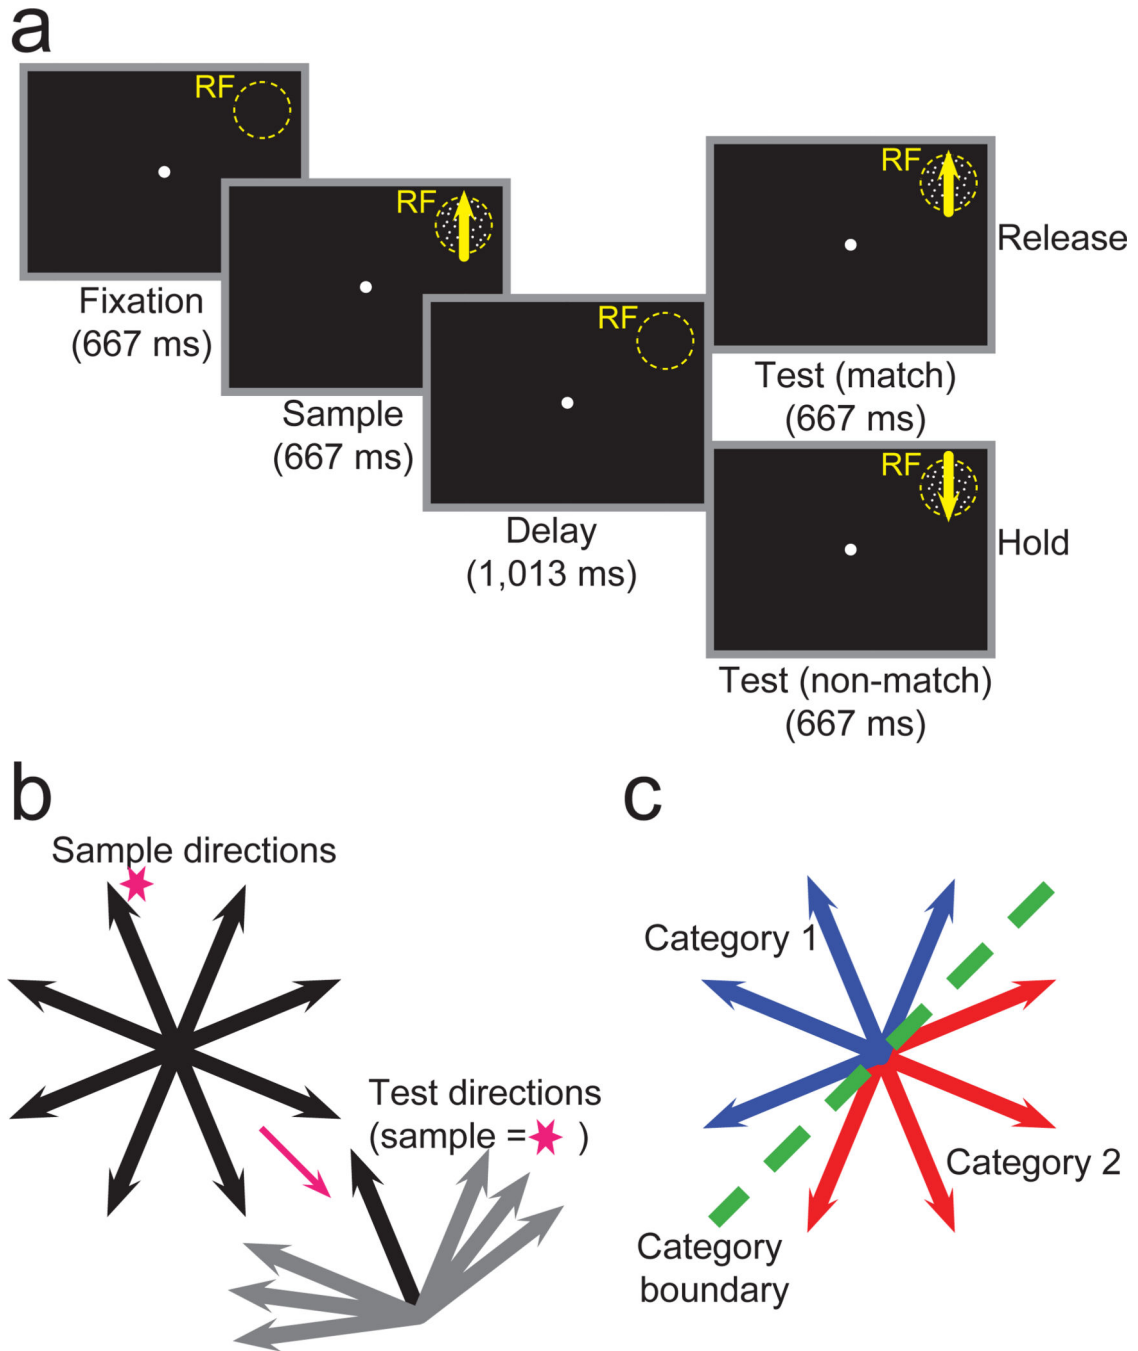 a
RF
Fixation
(667 ms)
RF
Sample
(667 ms)
RF
Delay
(1,013 ms)
RF
Release
Test (match)
(667 ms)
RF
Hold
Test (non-match)
(667 ms)
b
Sample directions
Test directions
(sample = )
c
Category 1
Category 2
Category
boundary